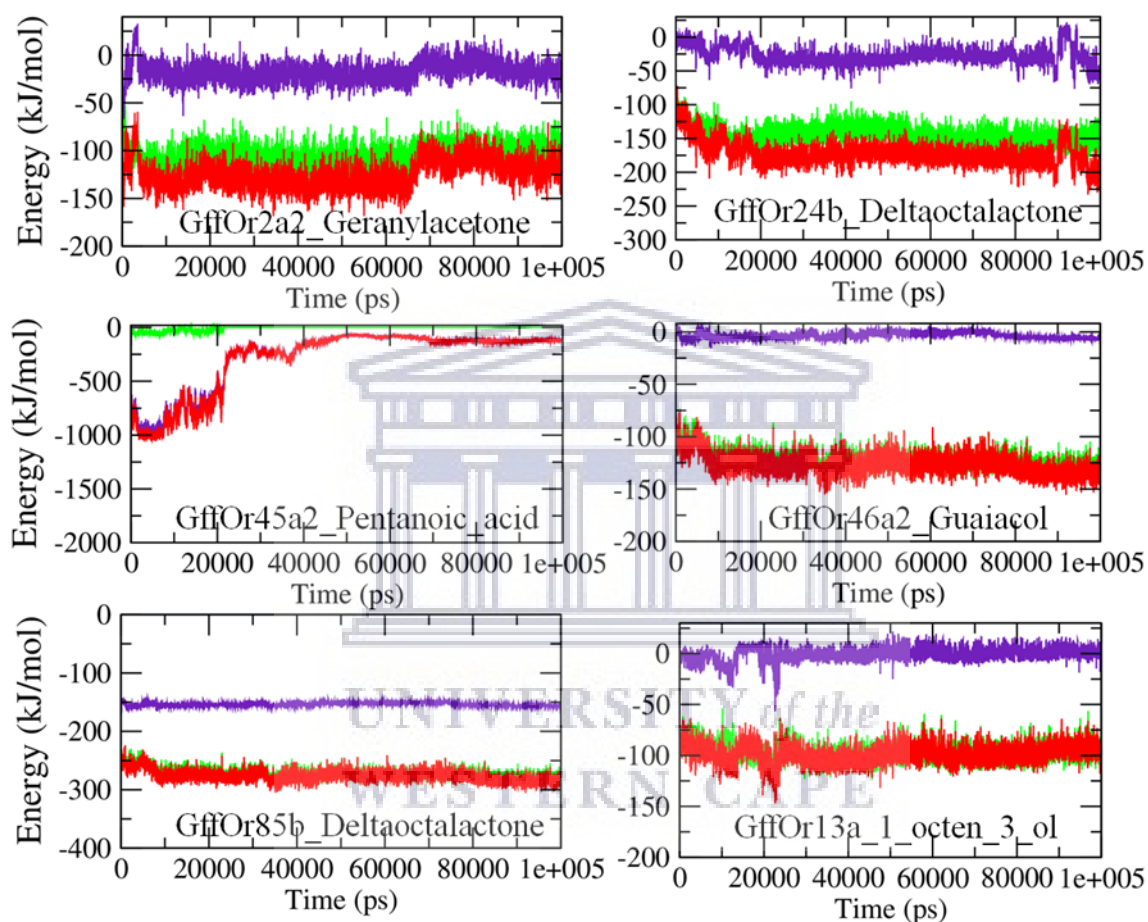 0
-50
-100
-150
-200
Energy (kJ/mol)
GffOr2a2_Geranylacetone
0 20000 40000 60000 80000 1e+005
Time (ps)
0
-50
-100
-150
-200
-250
-300
GffOr24b_Deltaoctalactone
0 20000 40000 60000 80000 1e+005
Time (ps)
0
-500
-1000
-1500
-2000
Energy (kJ/mol)
GffOr45a2_Pentanoic_acid
0 20000 40000 60000 80000 1e+005
Time (ps)
0
-50
-100
-150
-200
GffOr46a2_Guaiacol
0 20000 40000 60000 80000 1e+005
Time (ps)
0
-100
-200
-300
-400
Energy (kJ/mol)
GffOr85b_Deltaoctalactone
0 20000 40000 60000 80000 1e+005
Time (ps)
0
-50
-100
-150
-200
GffOr13a_1_octen_3_ol
0 20000 40000 60000 80000 1e+005
Time (ps)
UNIVERSITY of the
WESTERN CAPE